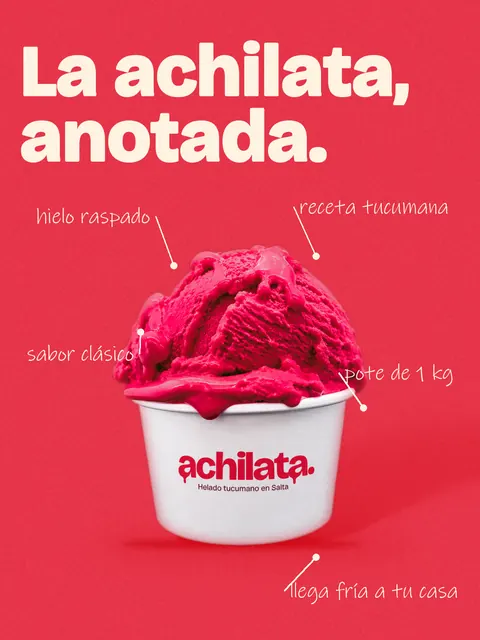 La achilata,
anotada.
hielo raspado
receta tucumana
sabor clásico
pote de 1 kg
achilata.
Helado tucumano en Salta
llega fría a tu casa